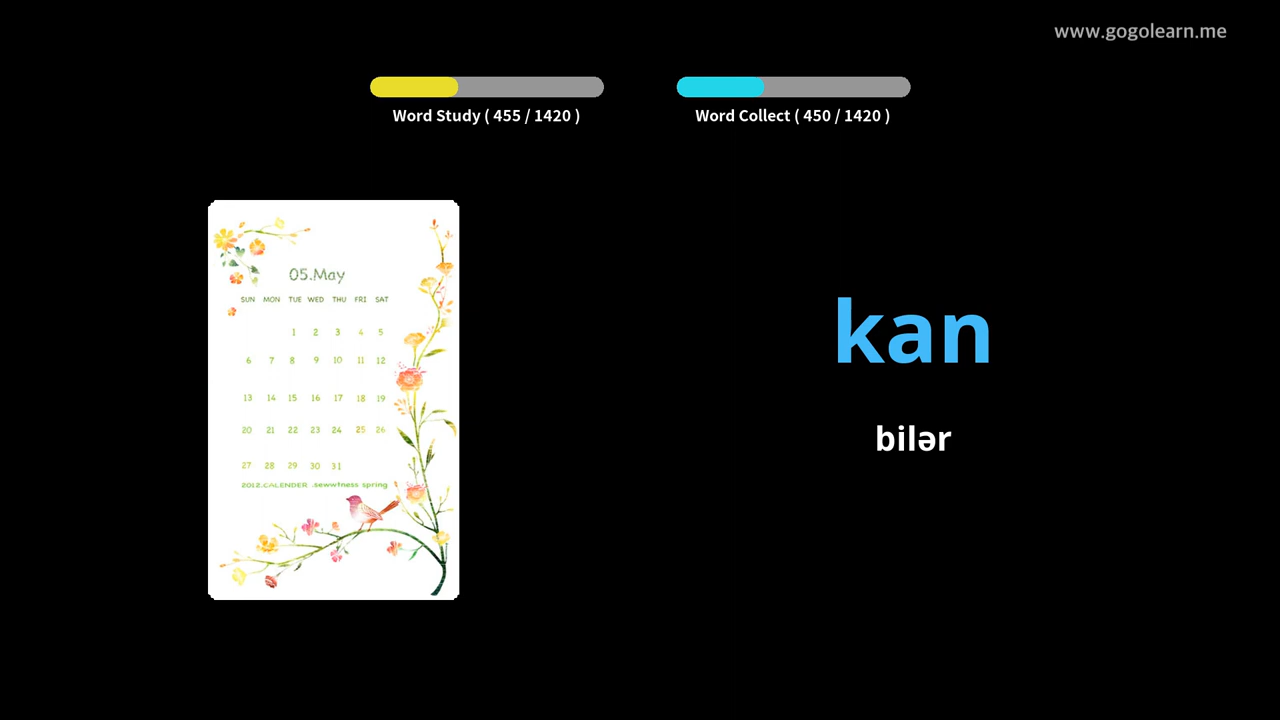 www.gogolearn.me
Word Study ( 455 / 1420 )
Word Collect ( 450 / 1420 )
05.May
SUN MON TUE WED THU FRI SAT
1 2 3 4 5
6 7 8 9 10 11 12
13 14 15 16 17 18 19
20 21 22 23 24 25 26
27 28 29 30 31
2012.CALENDER .sewwtness spring
kan
bilər